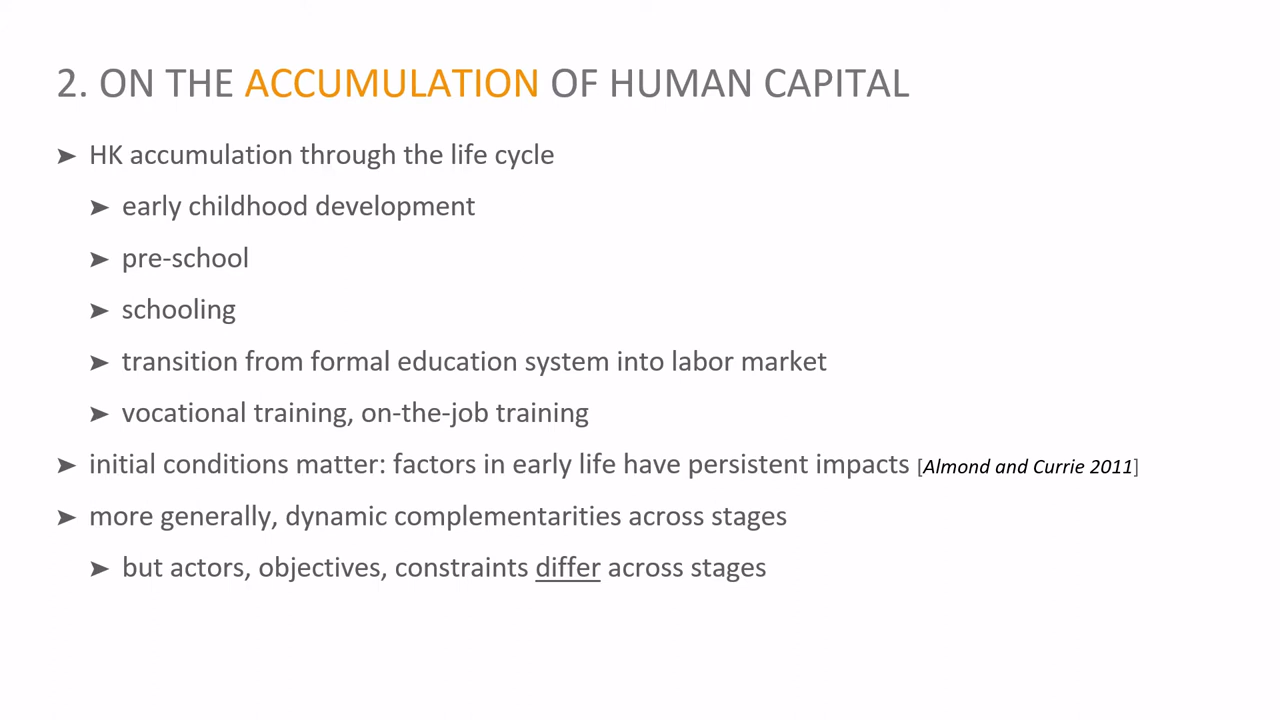 2. ON THE ACCUMULATION OF HUMAN CAPITAL
➤ HK accumulation through the life cycle
➤ early childhood development
➤ pre-school
➤ schooling
➤ transition from formal education system into labor market
➤ vocational training, on-the-job training
➤ initial conditions matter: factors in early life have persistent impacts [Almond and Currie 2011]
➤ more generally, dynamic complementarities across stages
➤ but actors, objectives, constraints differ across stages